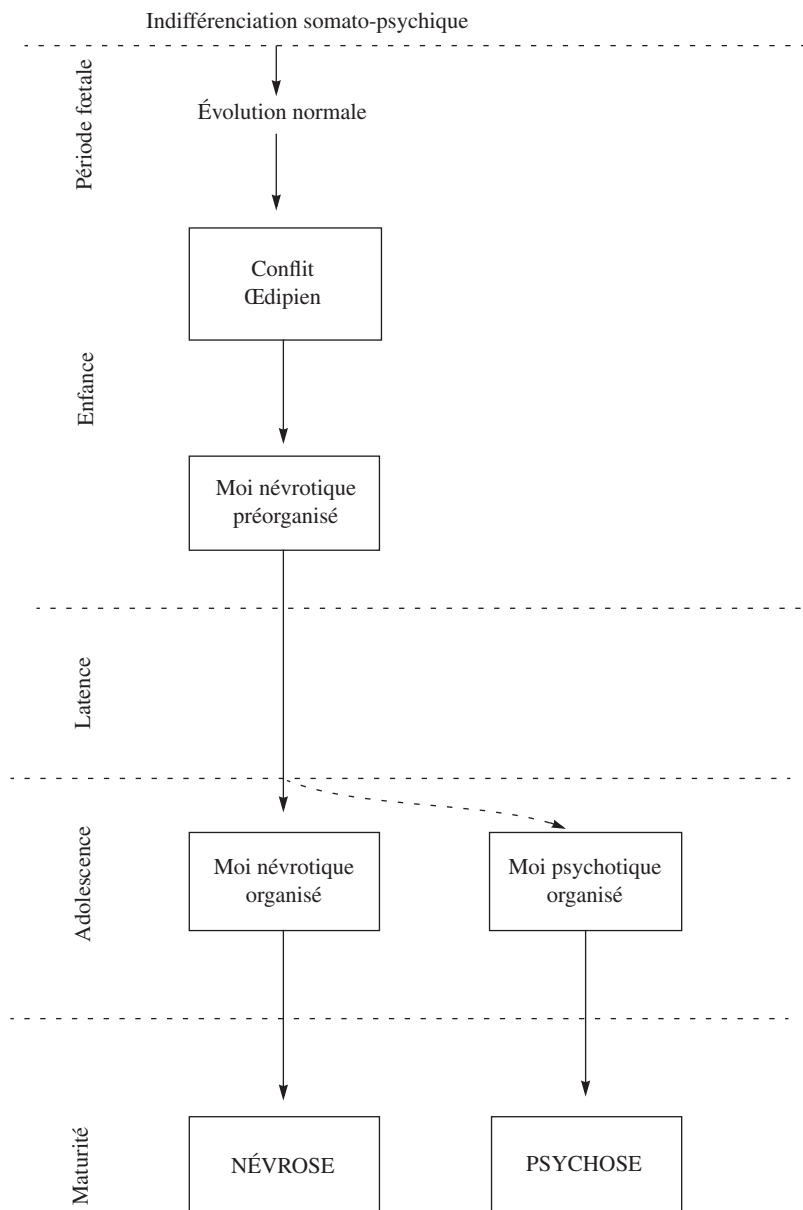 Indifférenciation somato-psychique
Période fœtale
Évolution normale
Conflit
Œdipien
Enfance
Moi névrotique
préorganisé
Latence
Adolescence
Moi névrotique
organisé
Moi psychotique
organisé
Maturité
NÉVROSE
PSYCHOSE